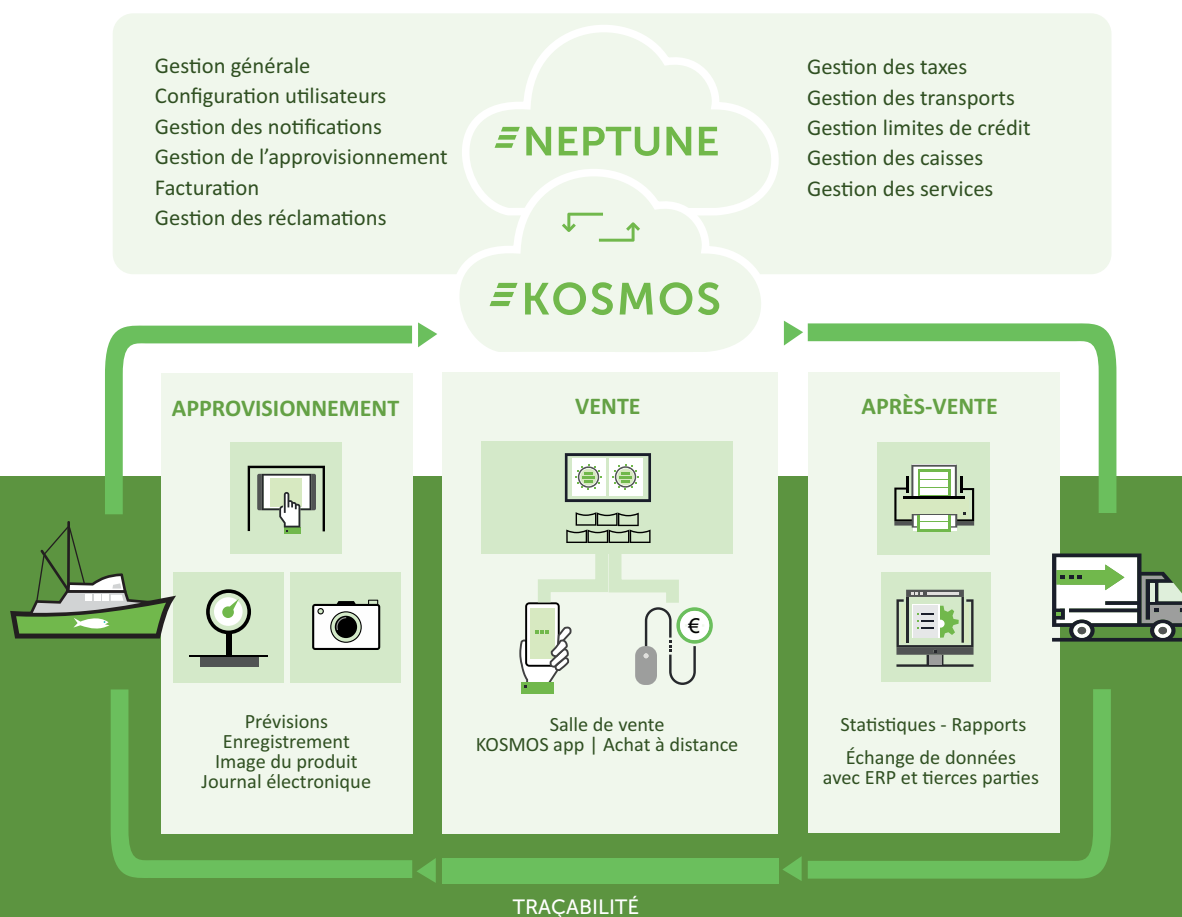 Gestion générale
Configuration utilisateurs
Gestion des notifications
Gestion de l’approvisionnement
Facturation
Gestion des réclamations
NEPTUNE
Gestion des taxes
Gestion des transports
Gestion limites de crédit
Gestion des caisses
Gestion des services
KOSMOS
APPROVISIONNEMENT
Prévisions
Enregistrement
Image du produit
Journal électronique
VENTE
€
Salle de vente
KOSMOS app | Achat à distance
APRÈS-VENTE
Statistiques - Rapports
Échange de données
avec ERP et tierces parties
TRAÇABILITÉ